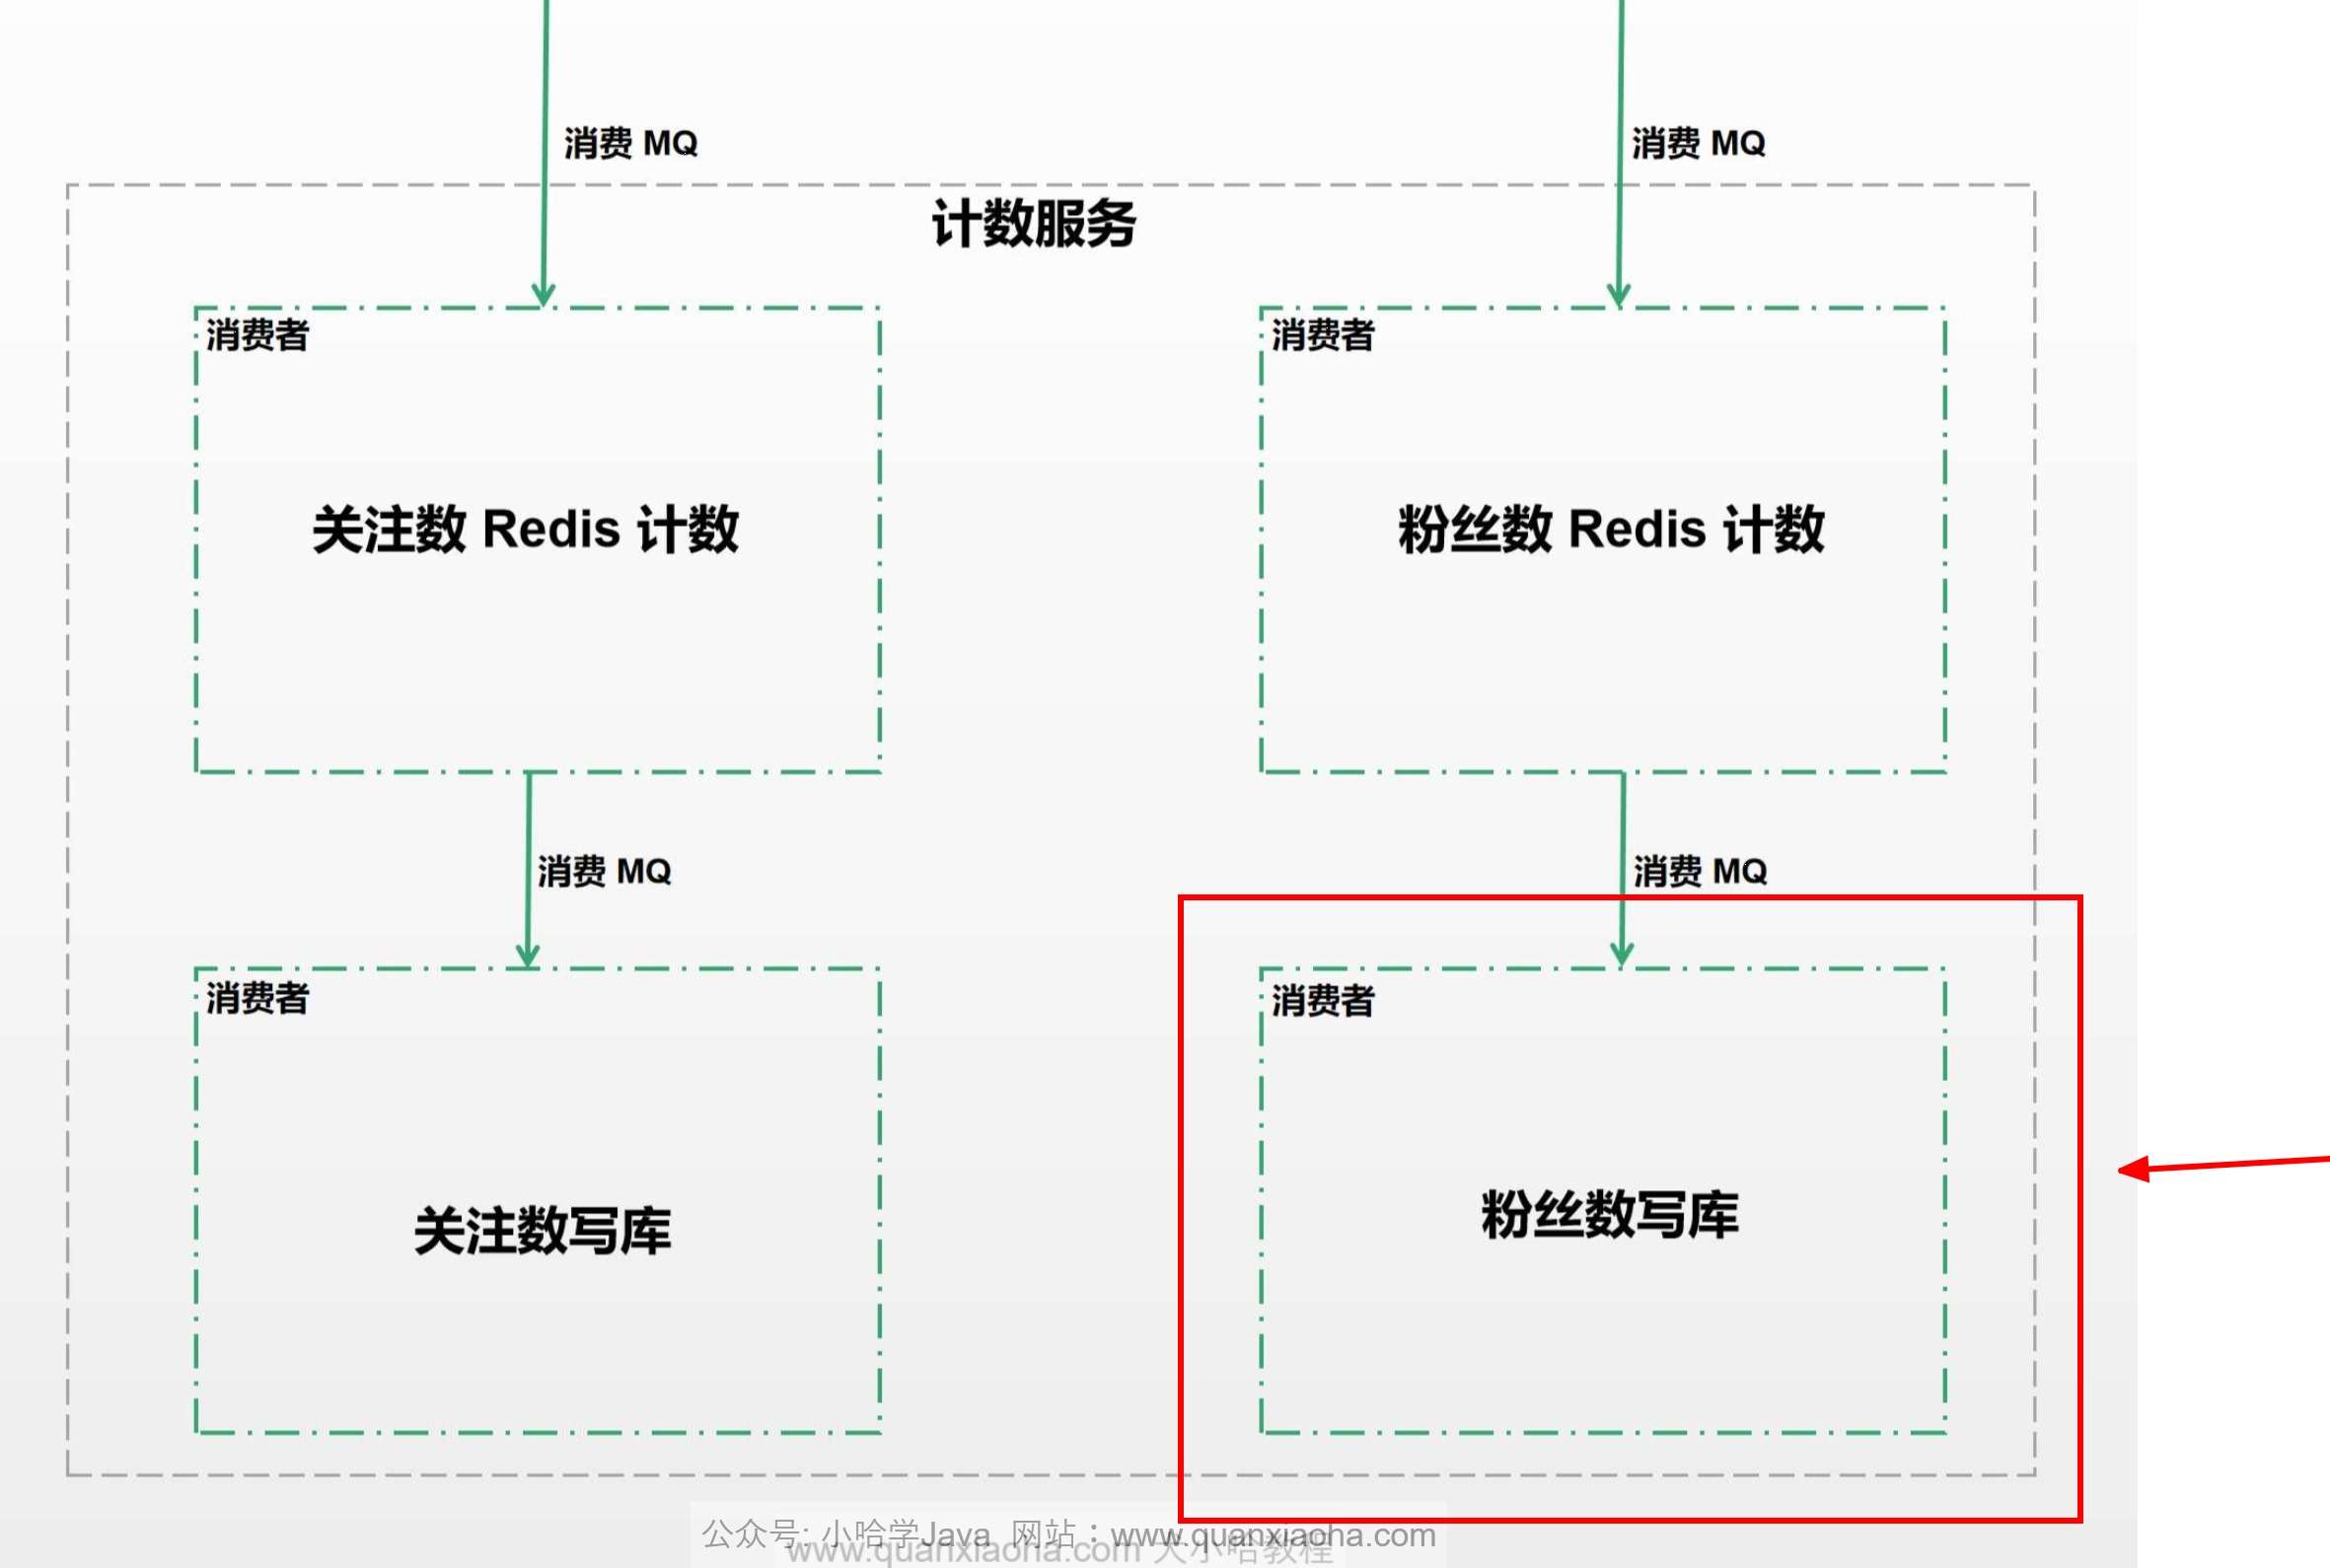 消费 MQ
消费 MQ
计数服务
消费者
消费者
关注数 Redis 计数
粉丝数 Redis 计数
消费 MQ
消费 MQ
消费者
消费者
关注数写库
粉丝数写库
公众号: 小哈学Java 网站：www.quanxiaoha.com
www.quanxiaoha.com 犬小哈教程